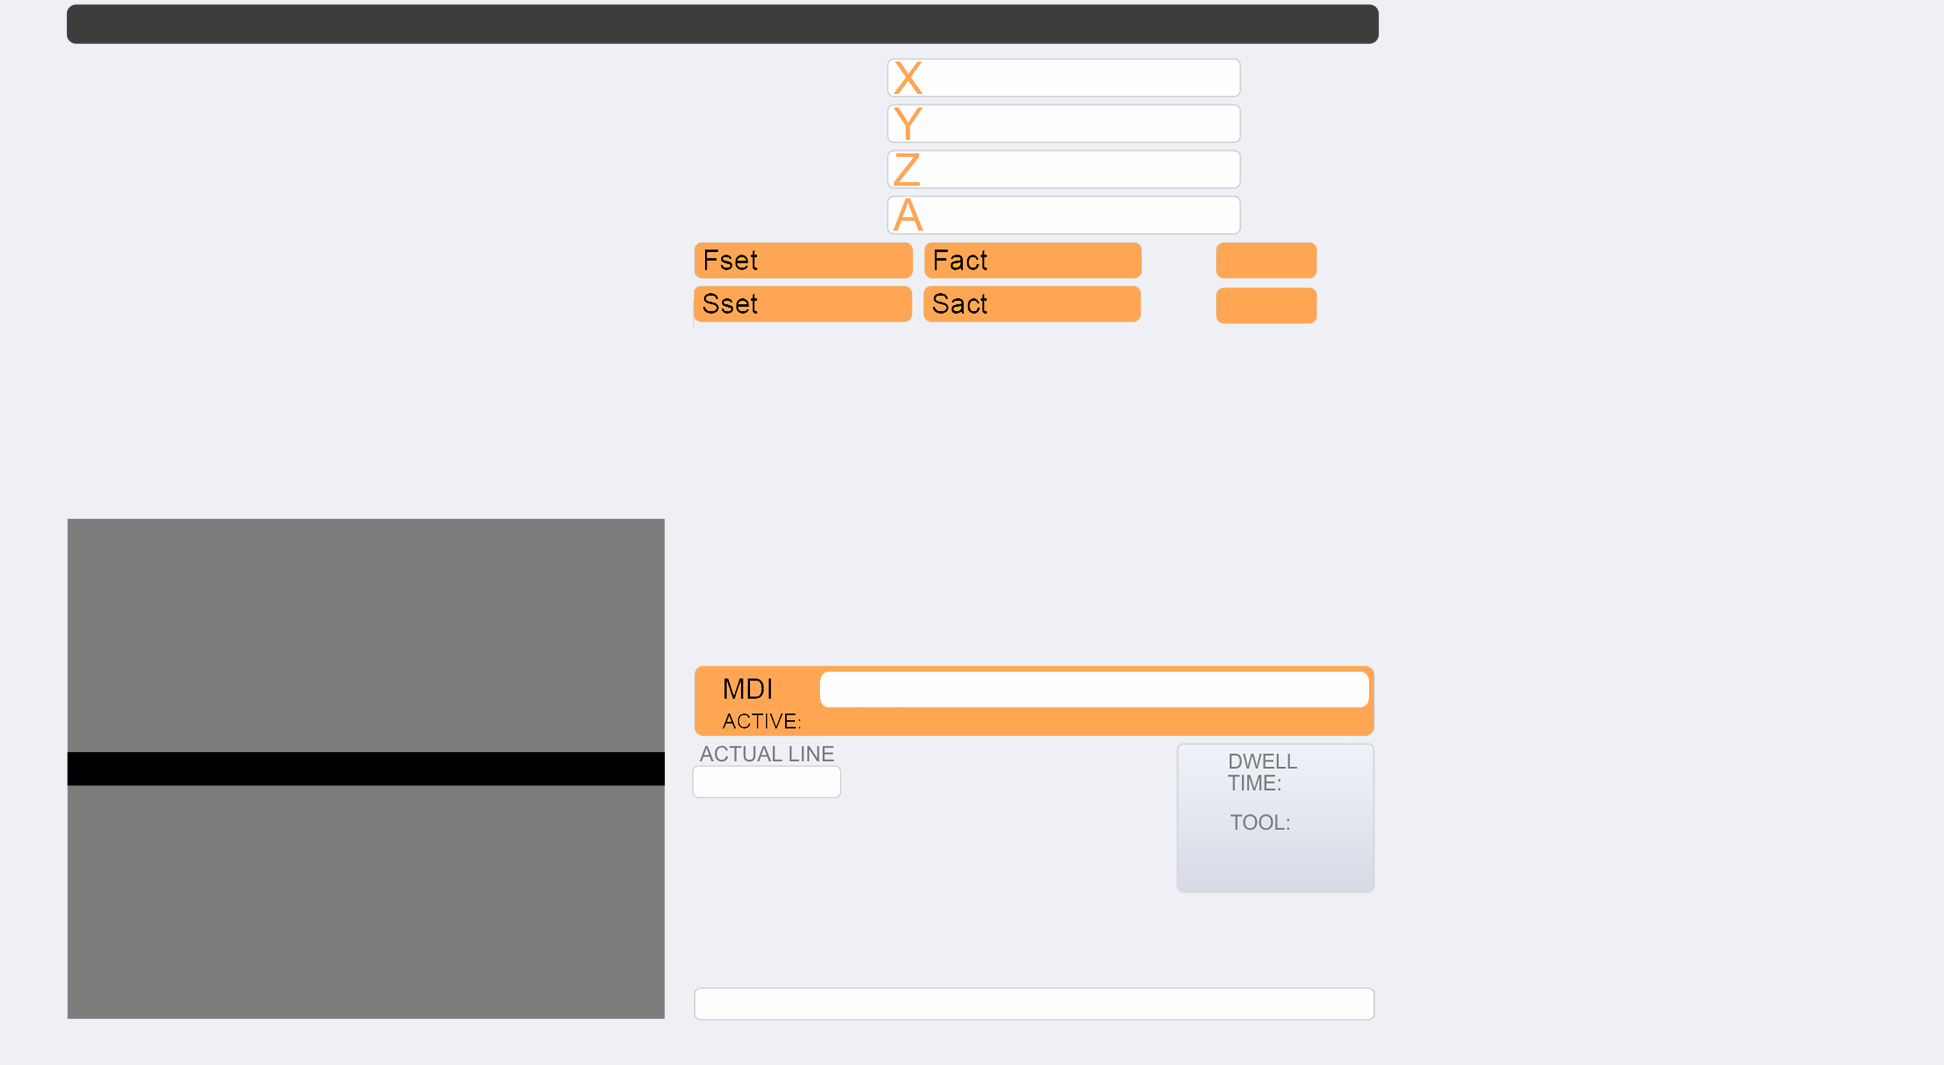 X
Y
Z
A
Fset Fact
Sset Sact
MDI
ACTIVE:
ACTUAL LINE
DWELL
TIME:
TOOL: